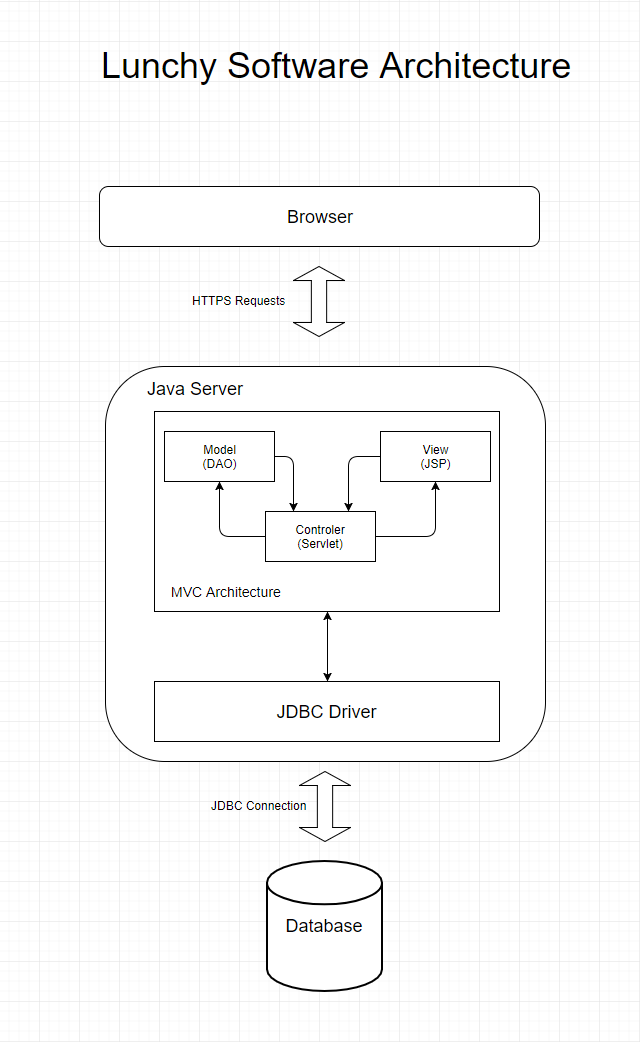 Lunchy Software Architecture
Browser
HTTPS Requests
Java Server
Model
(DAO)
View
(JSP)
Controler
(Servlet)
MVC Architecture
JDBC Driver
JDBC Connection
Database